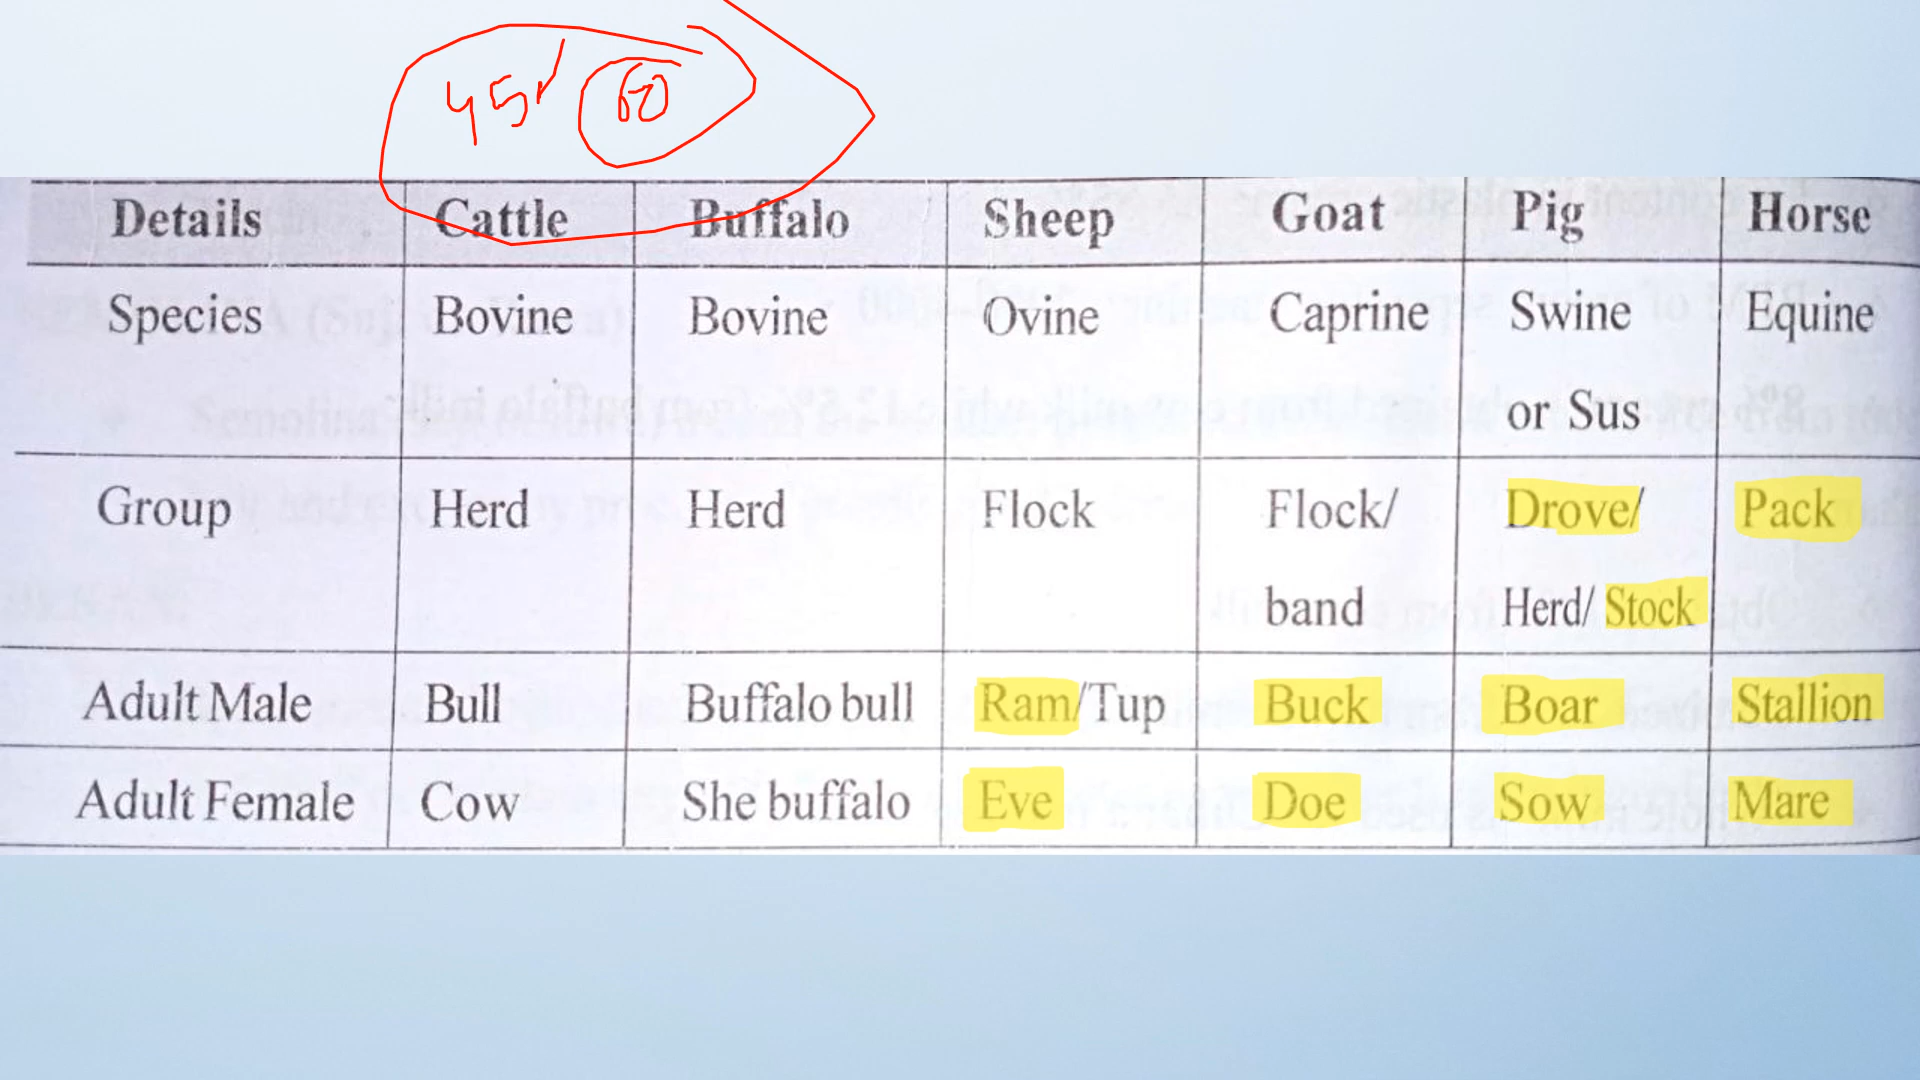 45 60
Details Cattle Buffalo Sheep Goat Pig Horse
Species Bovine Bovine Ovine Caprine Swine Equine
or Sus
Group Herd Herd Flock Flock/ Drove/ Pack
band Herd/ Stock
Adult Male Bull Buffalo bull Ram/Tup Buck Boar Stallion
Adult Female Cow She buffalo Eve Doe Sow Mare